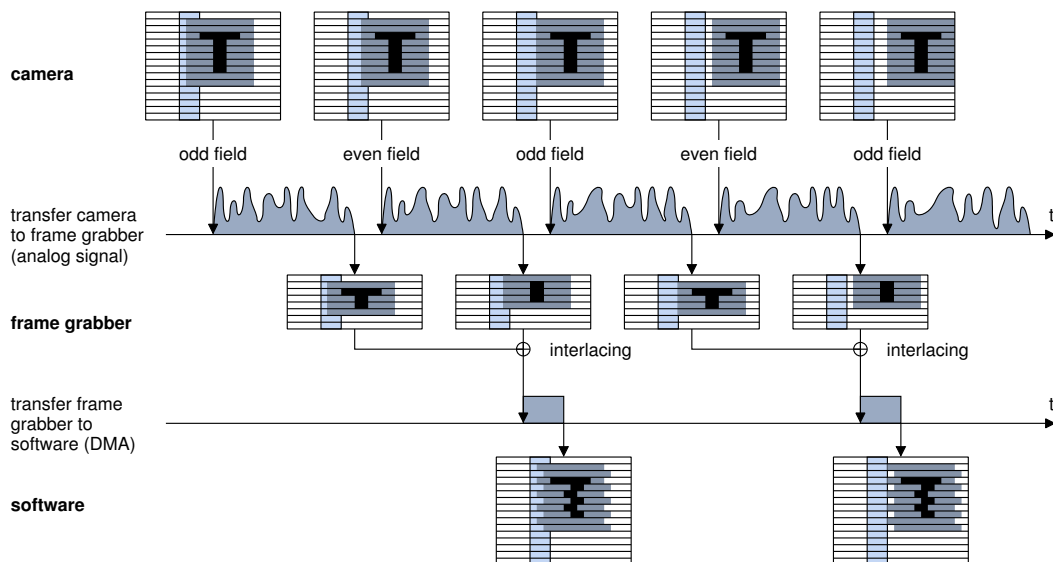 camera
odd field
even field
odd field
even field
odd field
transfer camera
to frame grabber
(analog signal)
t
frame grabber
interlacing
interlacing
transfer frame
grabber to
software (DMA)
t
software